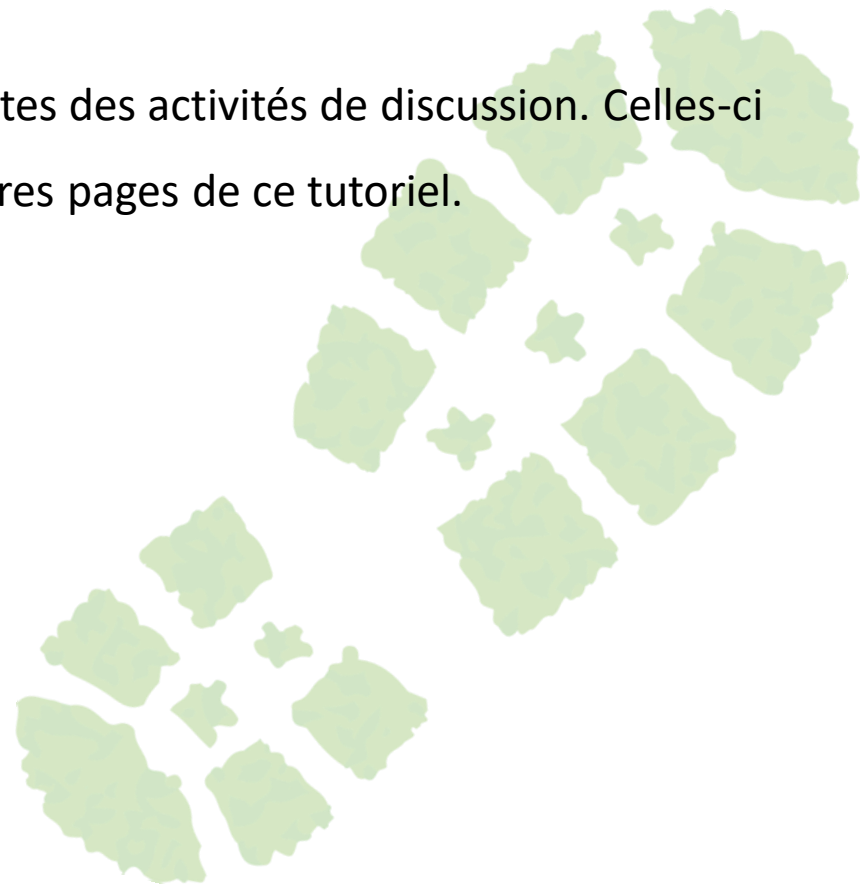 tes des activités de discussion. Celles-ci
res pages de ce tutoriel.